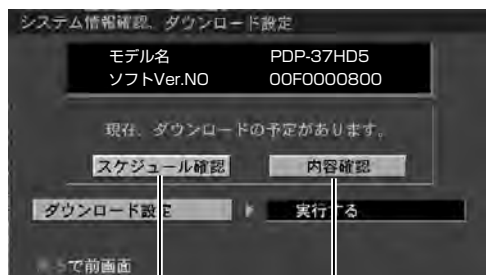 システム情報確認、ダウンロード設定
モデル名 PDP-37HD5
ソフトVer.NO 00F0000800
現在、ダウンロードの予定があります。
スケジュール確認 内容確認
ダウンロード設定 実行する
で前画面